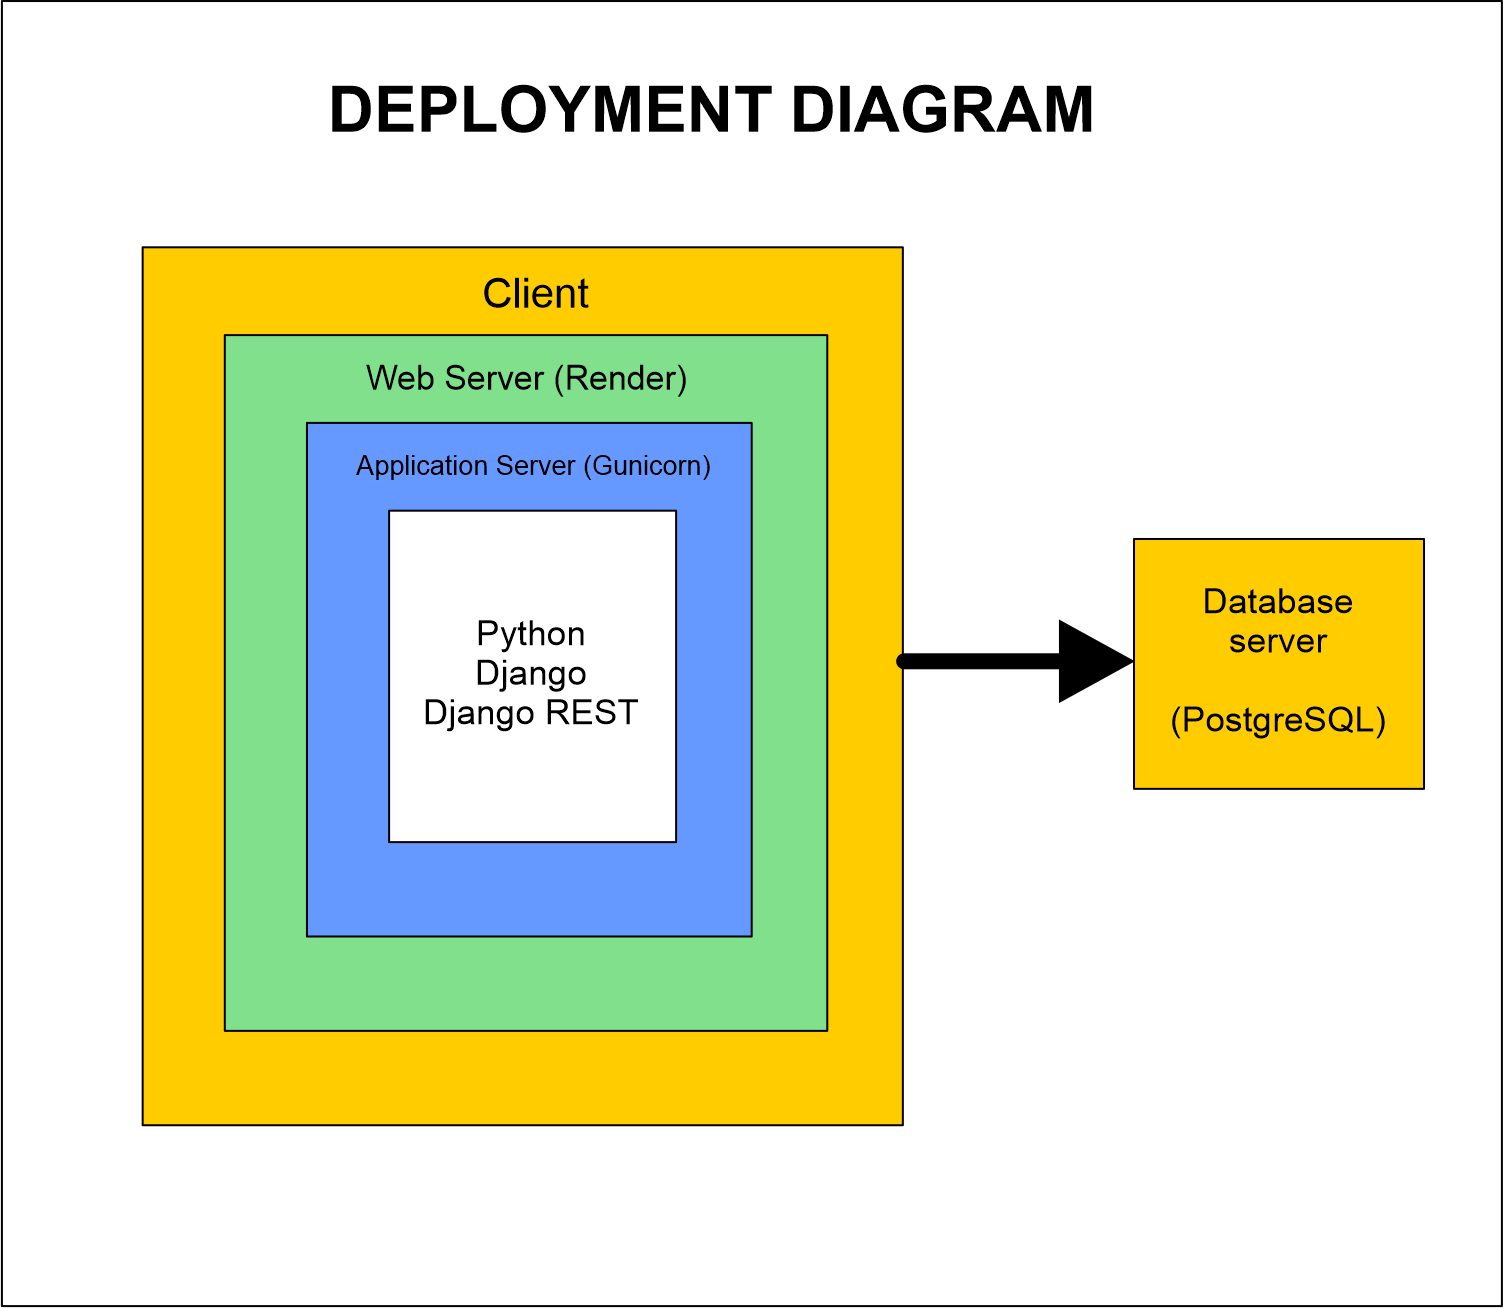 DEPLOYMENT DIAGRAM
Client
Web Server (Render)
Application Server (Gunicorn)
Python
Django
Django REST
Database
server
(PostgreSQL)